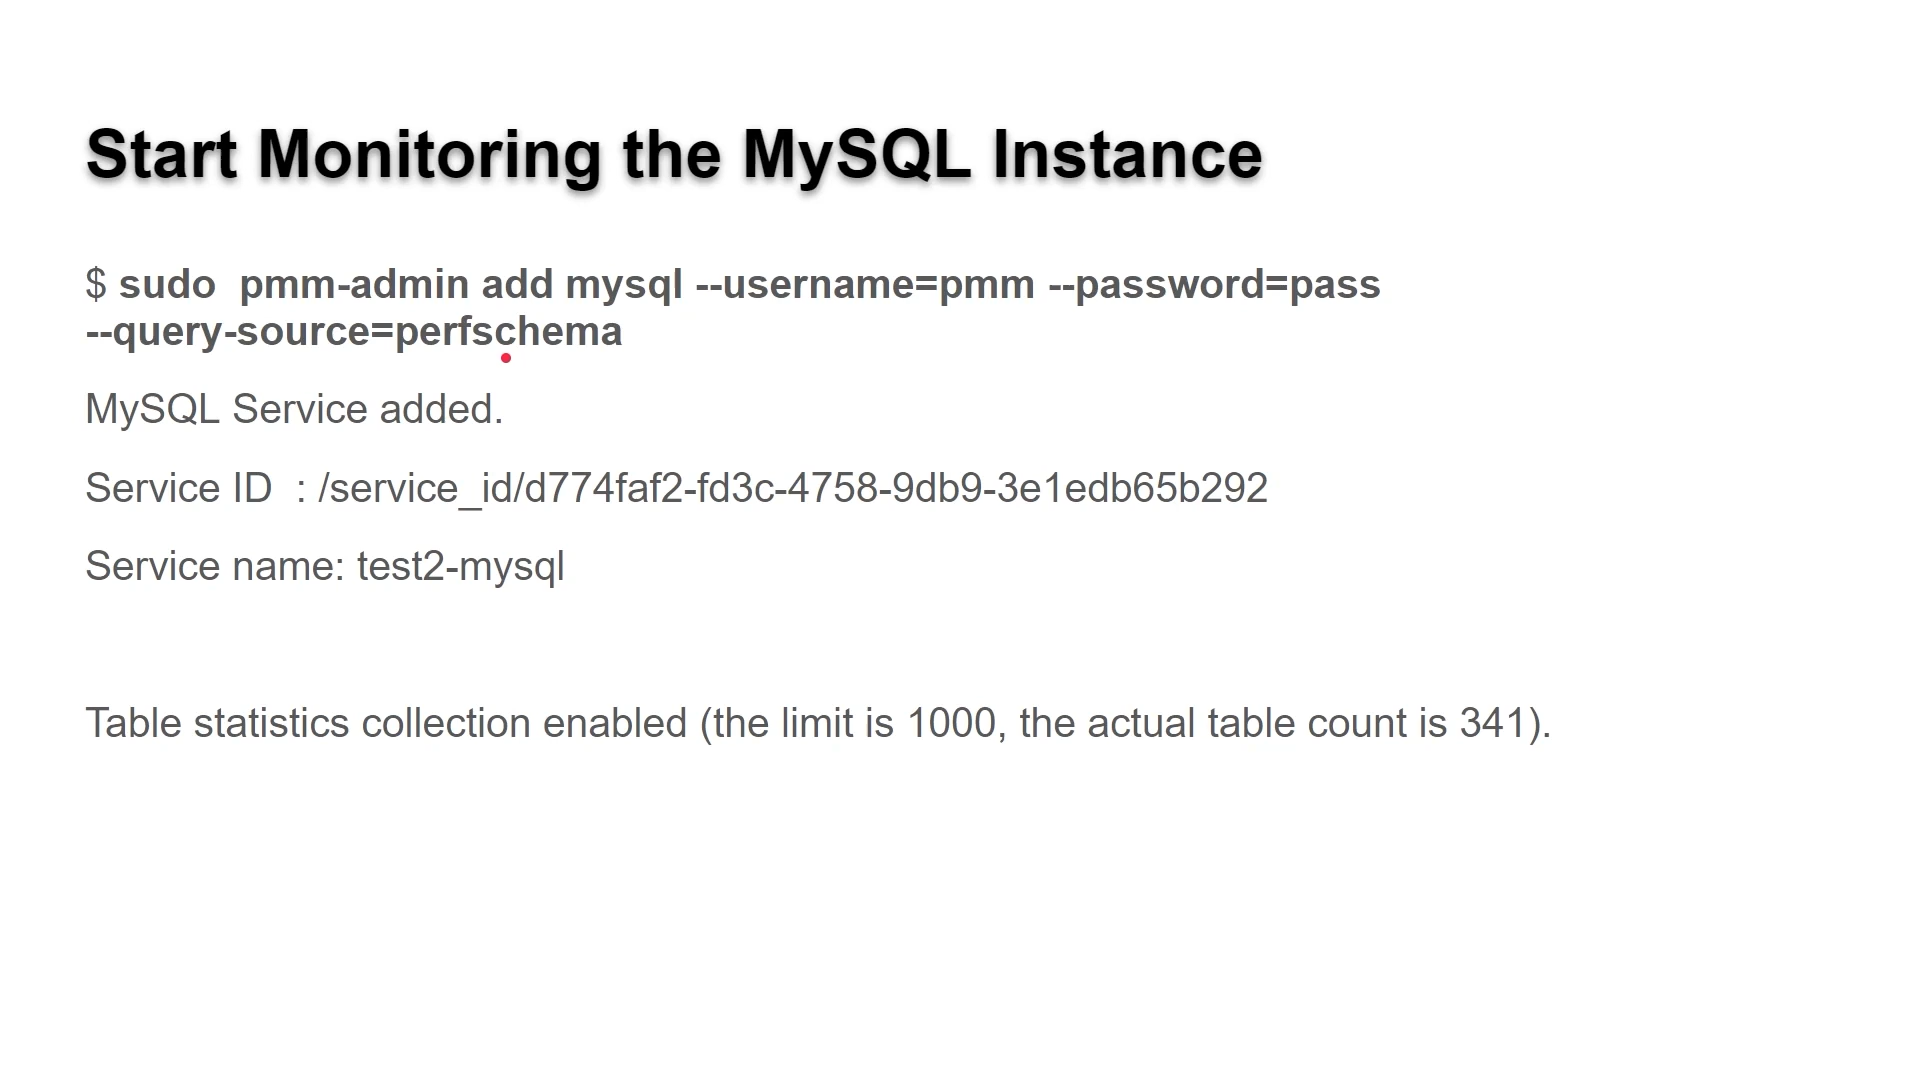 Start Monitoring the MySQL Instance
$ sudo  pmm-admin add mysql --username=pmm --password=pass
--query-source=perfschema
MySQL Service added.
Service ID  : /service_id/d774faf2-fd3c-4758-9db9-3e1edb65b292
Service name: test2-mysql
Table statistics collection enabled (the limit is 1000, the actual table count is 341).